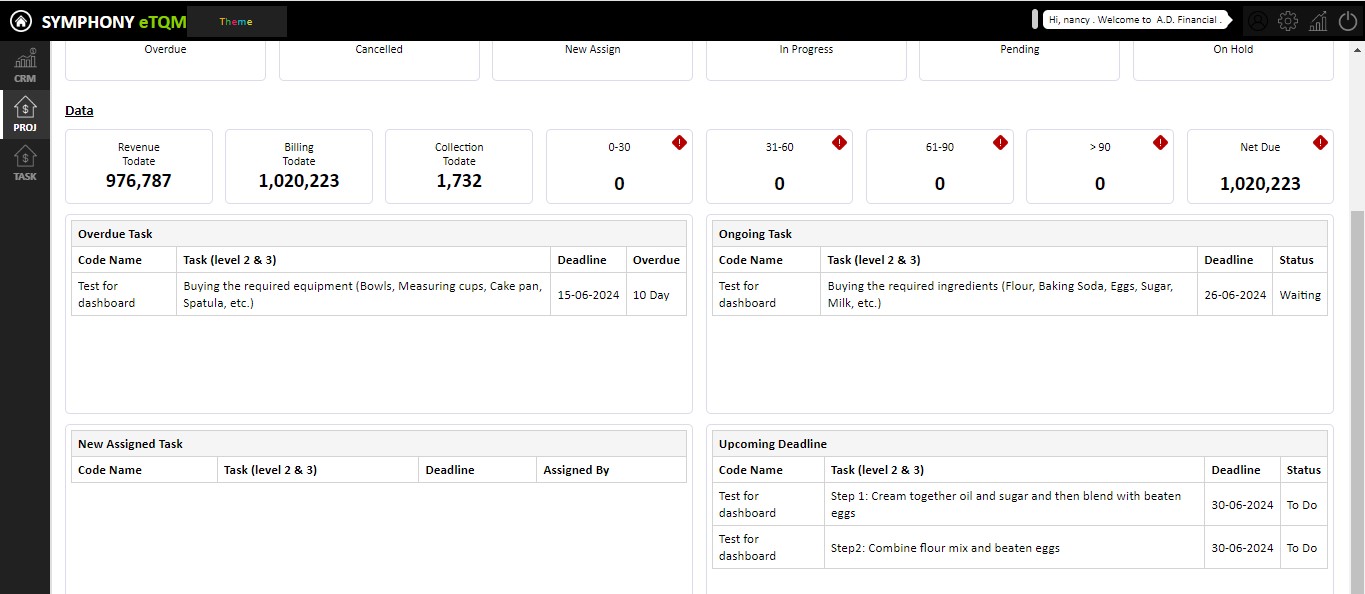 SYMPHONY eTQM
Theme
Hi, nancy . Welcome to A.D. Financial .
CRM
PROJ
TASK
Overdue
Cancelled
New Assign
In Progress
Pending
On Hold
Data
Revenue
Todate
976,787
Billing
Todate
1,020,223
Collection
Todate
1,732
0-30
0
31-60
0
61-90
0
> 90
0
Net Due
1,020,223
Overdue Task
Code Name Task (level 2 & 3) Deadline Overdue
Test for
dashboard
Buying the required equipment (Bowls, Measuring cups, Cake pan,
Spatula, etc.)
15-06-2024
10 Day
Ongoing Task
Code Name Task (level 2 & 3) Deadline Status
Test for
dashboard
Buying the required ingredients (Flour, Baking Soda, Eggs, Sugar,
Milk, etc.)
26-06-2024
Waiting
New Assigned Task
Code Name Task (level 2 & 3) Deadline Assigned By
Upcoming Deadline
Code Name Task (level 2 & 3) Deadline Status
Test for
dashboard
Step 1: Cream together oil and sugar and then blend with beaten
eggs
30-06-2024
To Do
Test for
dashboard
Step2: Combine flour mix and beaten eggs
30-06-2024
To Do